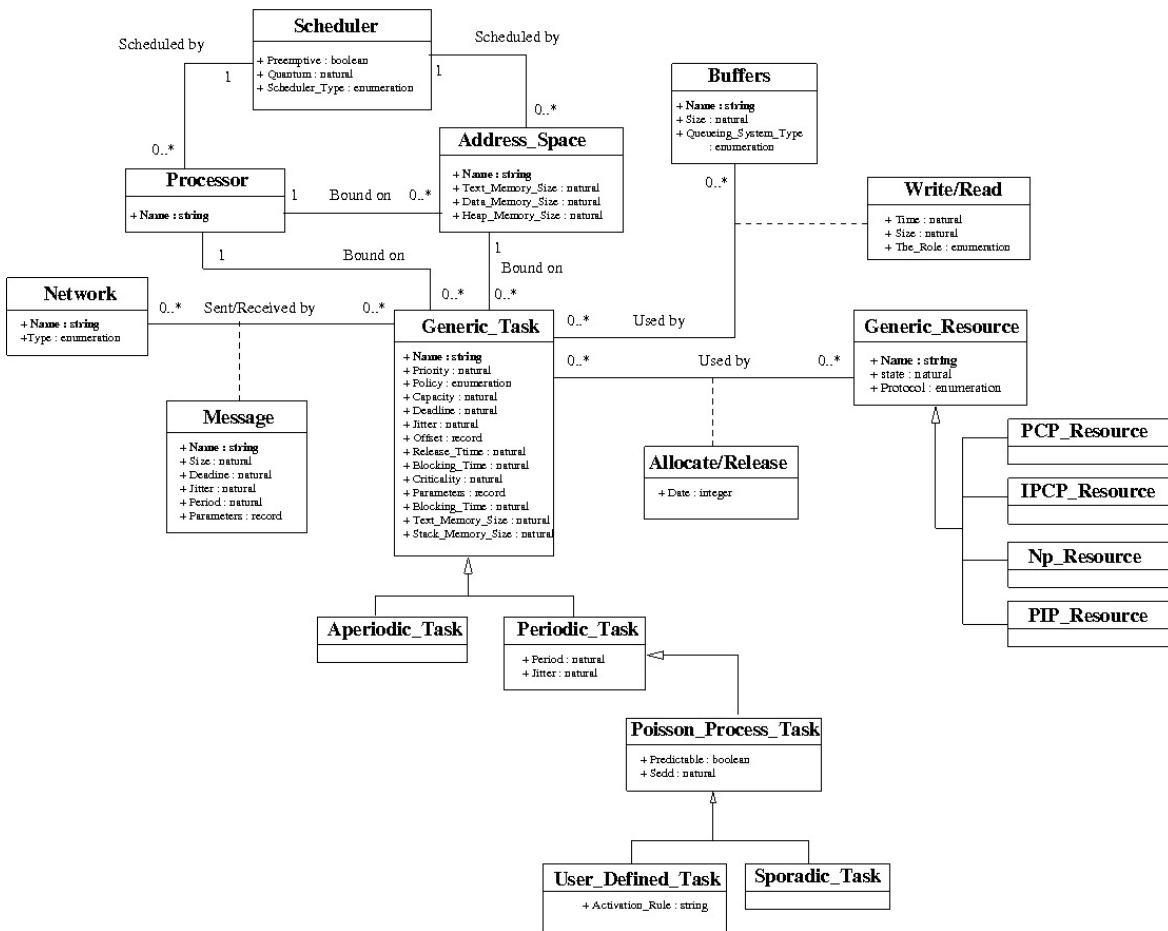 Scheduler
+ Preemptive : boolean
+ Quantum : natural
+ Scheduler_Type : enumeration
Scheduled by
1
0..*
Scheduled by
1
0..*
Buffers
+ Name : string
+ Size : natural
+ Queueing_System_Type
: enumeration
0..*
Address_Space
+ Name : string
+ Text_Memory_Size : natural
+ Data_Memory_Size : natural
+ Heap_Memory_Size : natural
Processor
+ Name : string
1
Bound on
0..*
Write/Read
+ Time : natural
+ Size : natural
+ The_Role : enumeration
1
Bound on
0..*
1
Bound on
0..*
Network
+ Name : string
+Type : enumeration
0..*
Sent/Received by
0..*
Generic_Task
+ Name : string
+ Priority : natural
+ Policy : enumeration
+ Capacity : natural
+ Deadline : natural
+ Jitter : natural
+ Offset : record
+ Release_Ttime : natural
+ Blocking_Time : natural
+ Criticality : natural
+ Parameters : record
+ Blocking_Time : natural
+ Text_Memory_Size : natural
+ Stack_Memory_Size : natural
0..*
Used by
0..*
Used by
0..*
Generic_Resource
+ Name : string
+ state : natural
+ Protocol : enumeration
Message
+ Name : string
+ Size : natural
+ Deadine : natural
+ Jitter : natural
+ Period : natural
+ Parameters : record
Allocate/Release
+ Date : integer
PCP_Resource
IPCP_Resource
Np_Resource
PIP_Resource
Aperiodic_Task
Periodic_Task
+ Period : natural
+ Jitter : natural
Poisson_Process_Task
+ Predictable : boolean
+ Sedd : natural
User_Defined_Task
+ Activation_Rule : string
Sporadic_Task